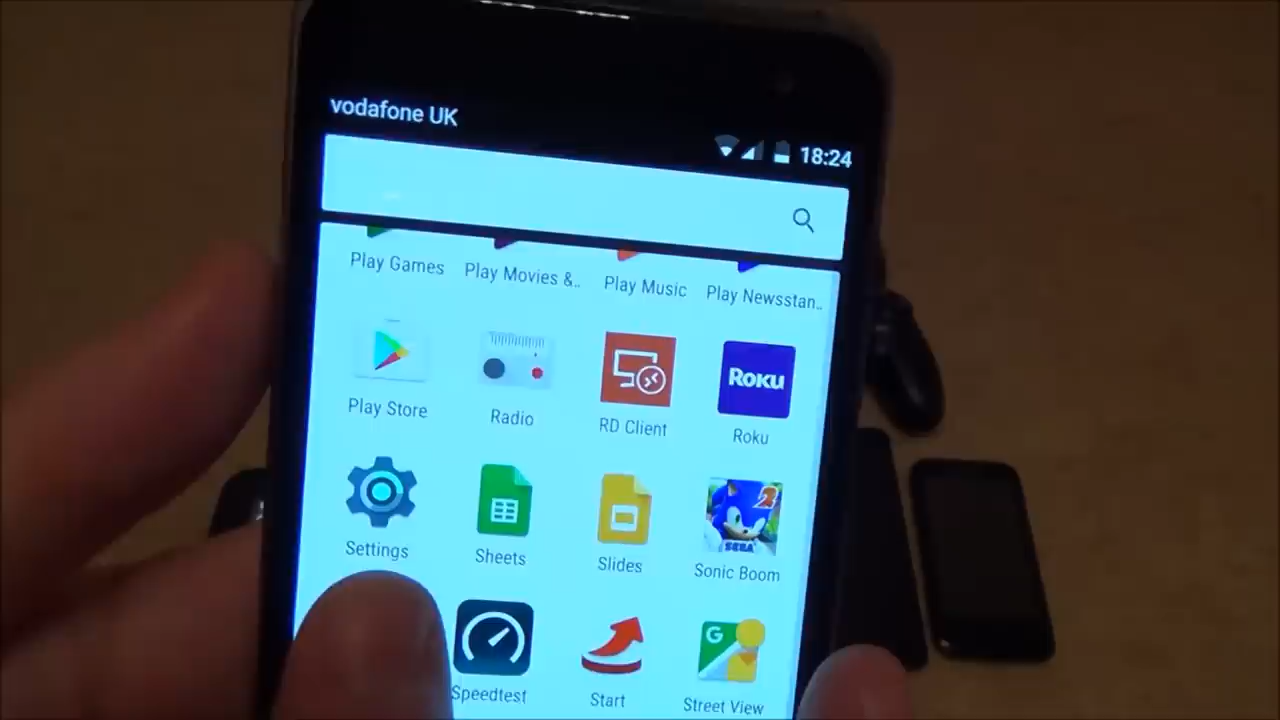 vodafone UK
18:24
Play Games Play Movies &.. Play Music Play Newsstan..
ROKU
Play Store Radio RD Client Roku
2
SEGA
Settings Sheets Slides Sonic Boom
G
Speedtest Start Street View